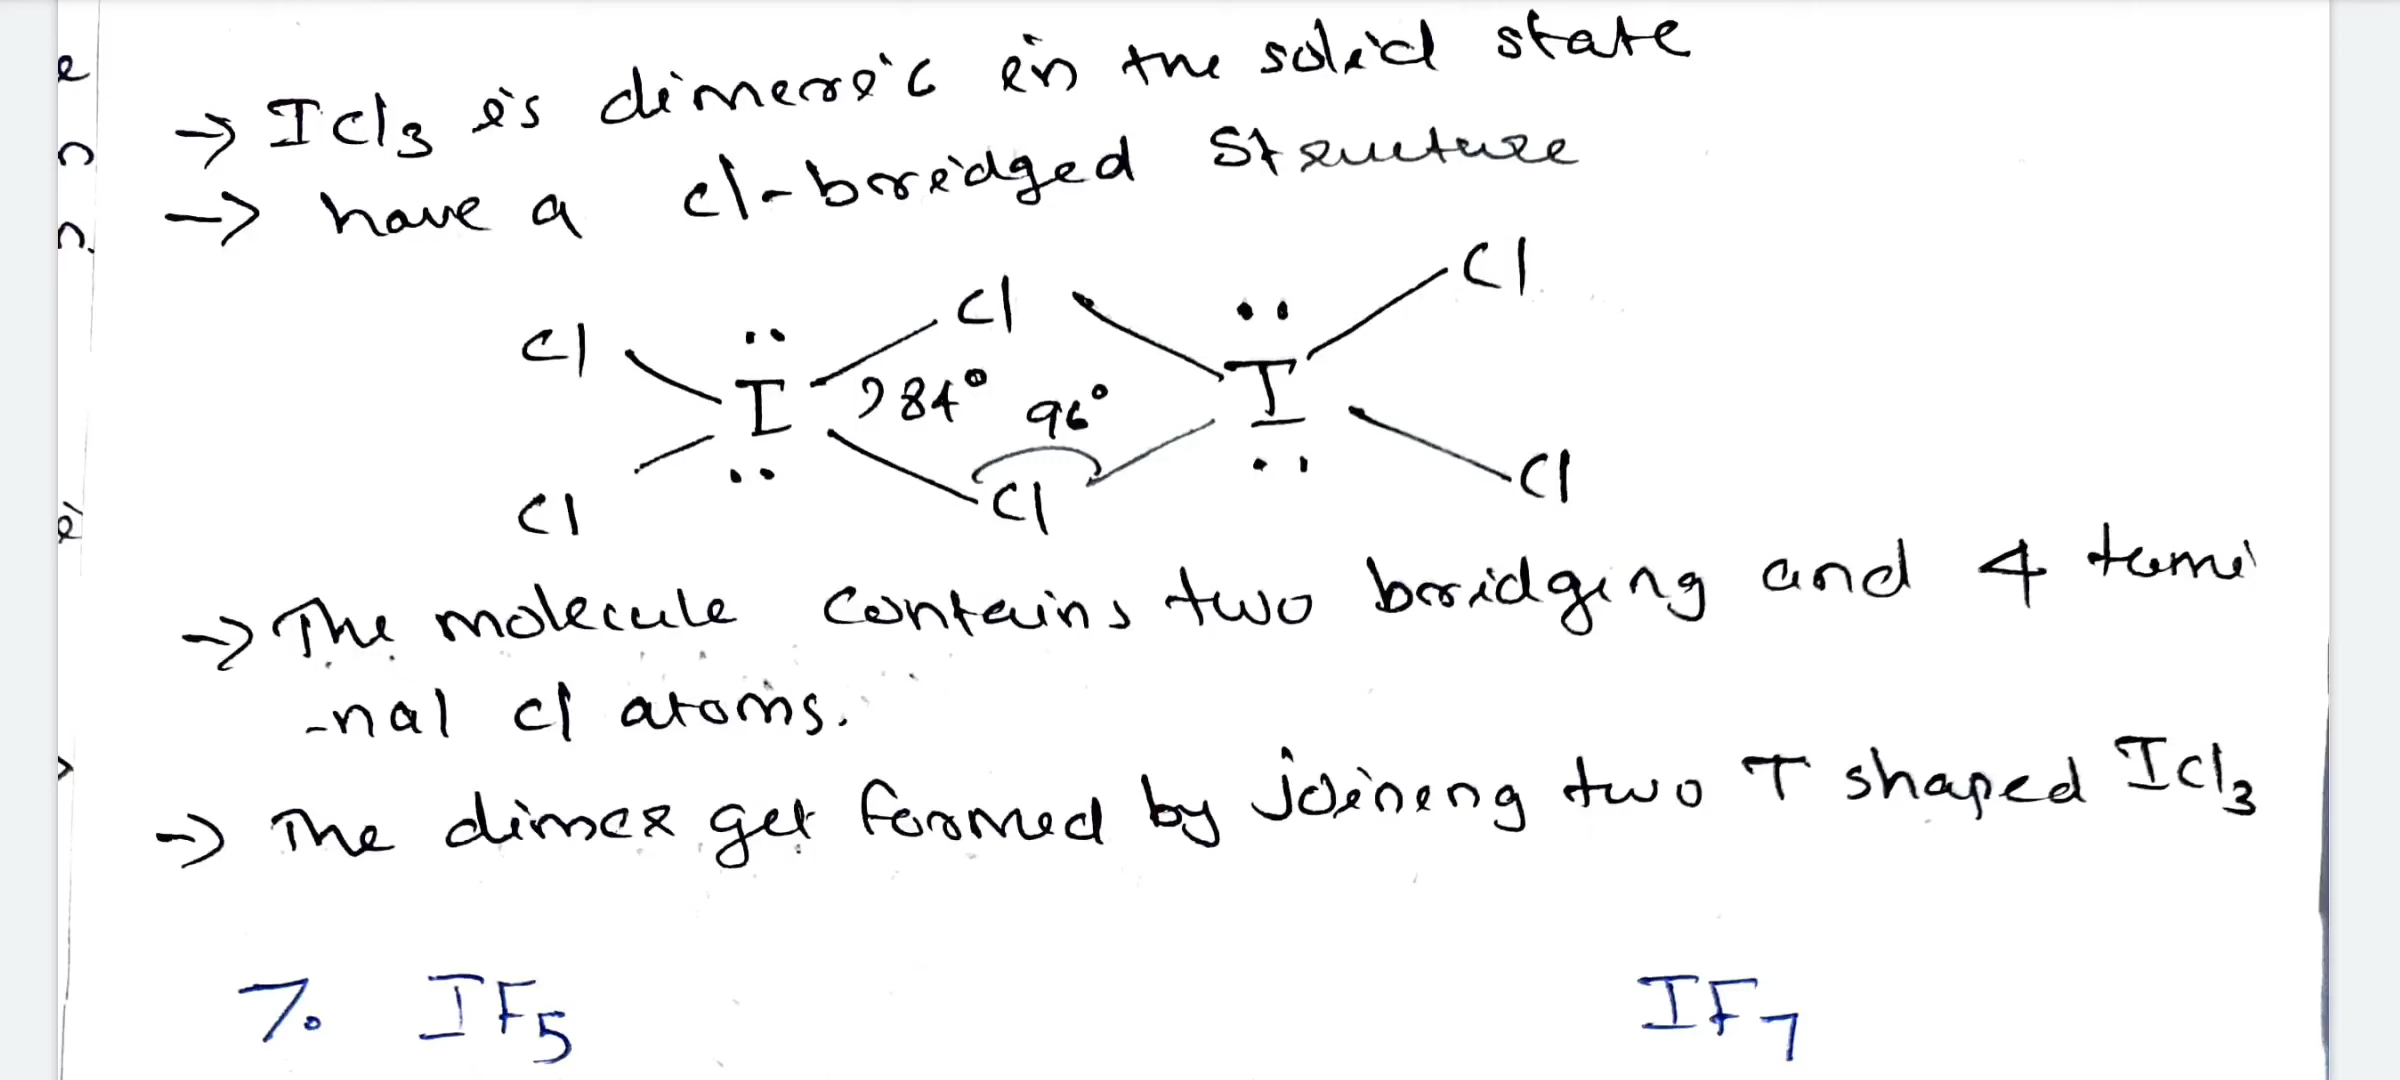 → ICl3 is dimeric in the solid state
→ have a cl-bridged Structure
Cl Cl Cl
I 84° 96° I
Cl Cl Cl
→ The molecule contains two bridging and 4 termi
-nal cl atoms.
→ The dimer get formed by joining two T shaped ICl3
7. IF5 IF7